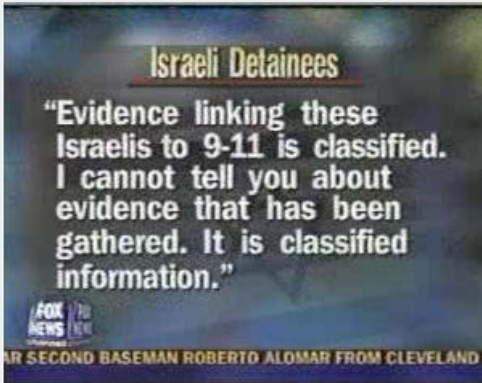 Israeli Detainees
“Evidence linking these
Israelis to 9-11 is classified.
I cannot tell you about
evidence that has been
gathered. It is classified
information.”
FOX
NEWS
AR SECOND BASEMAN ROBERTO ALOMAR FROM CLEVELAND